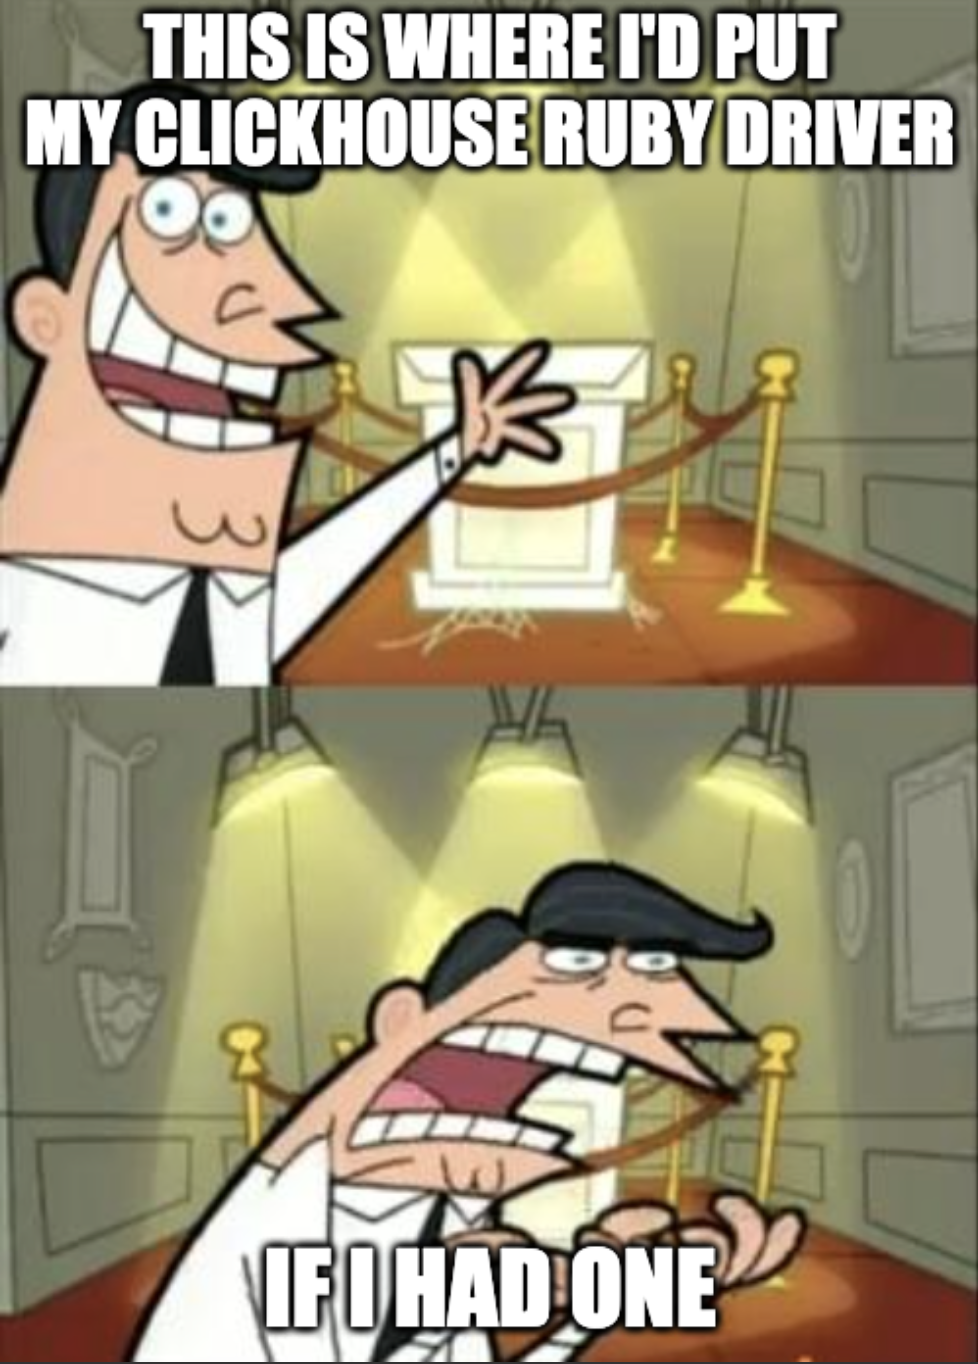 THIS IS WHERE I'D PUT
MY CLICKHOUSE RUBY DRIVER
IF I HAD ONE